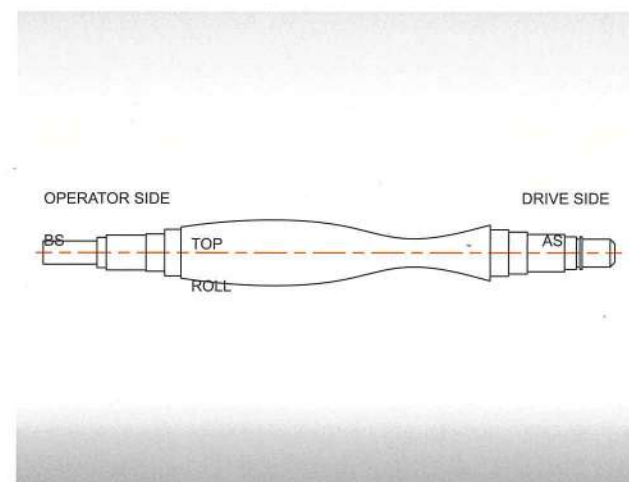 OPERATOR SIDE
DRIVE SIDE
BS
TOP
AS
ROLL